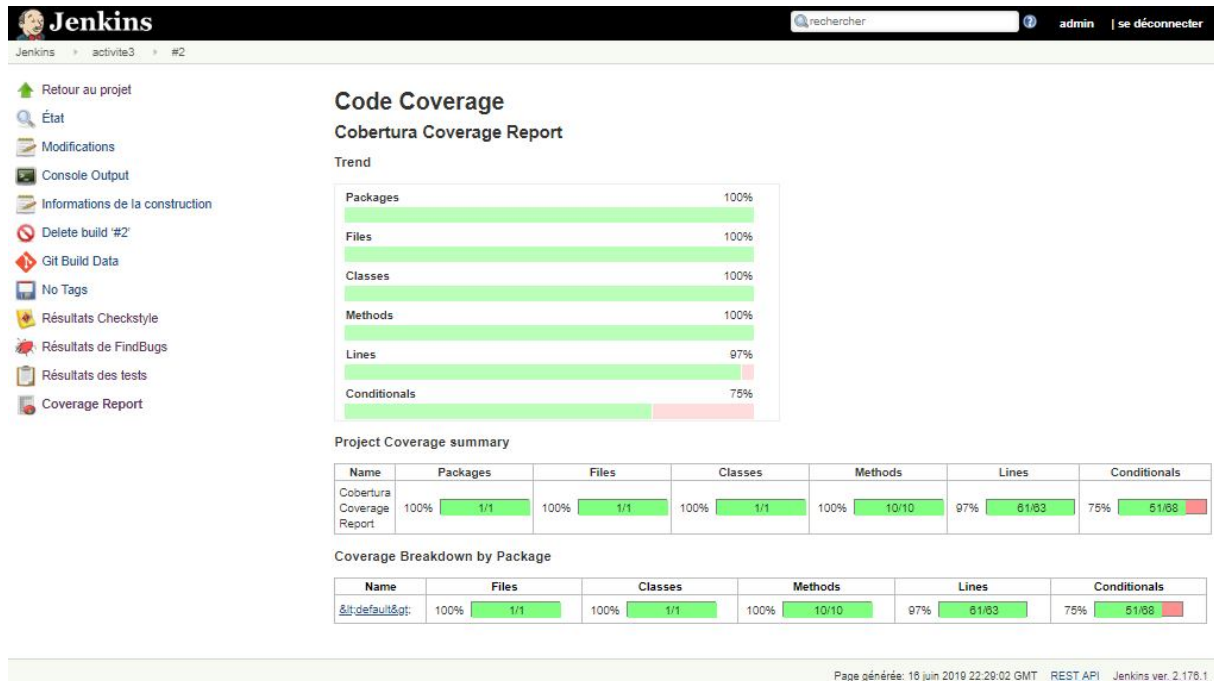 Jenkins
rechercher
admin | se déconnecter
Jenkins activite3 #2
Retour au projet
État
Modifications
Console Output
Informations de la construction
Delete build '#2'
Git Build Data
No Tags
Résultats Checkstyle
Résultats de FindBugs
Résultats des tests
Coverage Report
Code Coverage
Cobertura Coverage Report
Trend
Packages 100%
Files 100%
Classes 100%
Methods 100%
Lines 97%
Conditionals 75%
Project Coverage summary
Name Packages Files Classes Methods Lines Conditionals
Cobertura
Coverage 100% 1/1 100% 1/1 100% 1/1 100% 10/10 97% 61/63 75% 51/68
Report
Coverage Breakdown by Package
Name Files Classes Methods Lines Conditionals
&lt;default&gt; 100% 1/1 100% 1/1 100% 10/10 97% 61/63 75% 51/68
Page générée: 16 juin 2019 22:29:02 GMT REST API Jenkins ver. 2.176.1